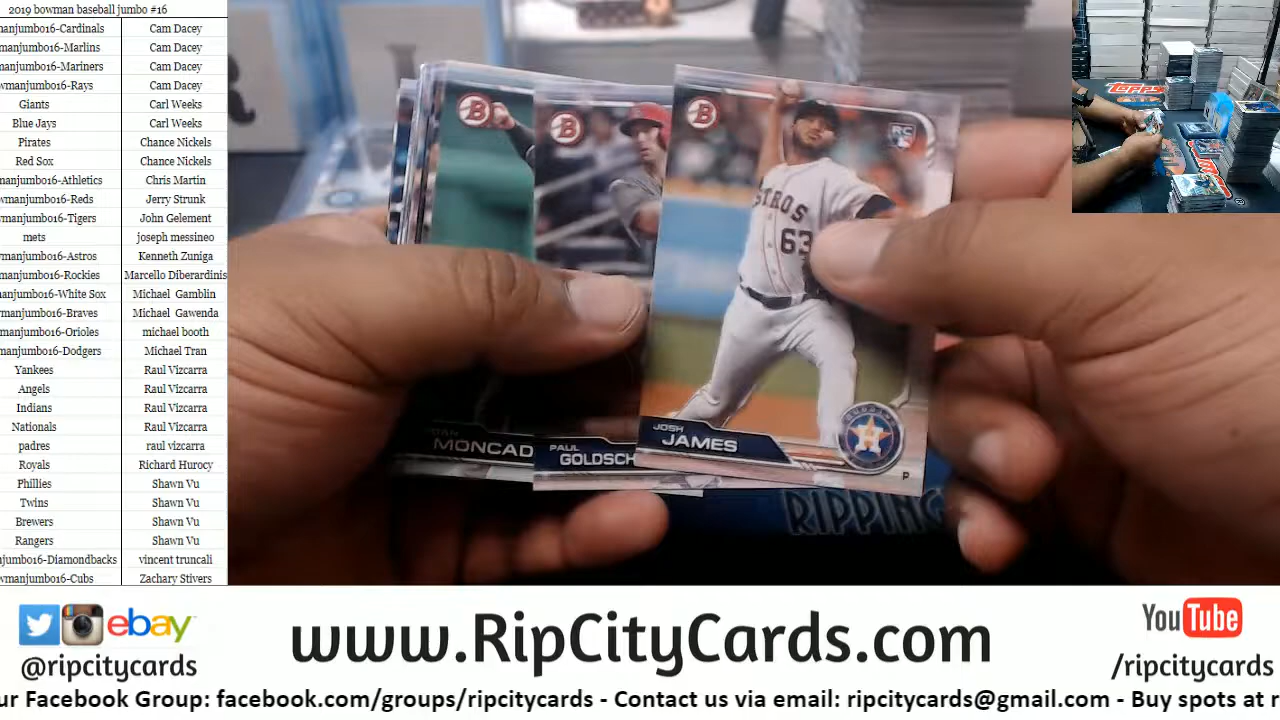 2019 bowman baseball jumbo #16
manjumbo16-Cardinals Cam Dacey
manjumbo16-Marlins Cam Dacey
manjumbo16-Mariners Cam Dacey
wmanjumbo16-Rays Cam Dacey
Giants Carl Weeks
Blue Jays Carl Weeks
Pirates Chance Nickels
Red Sox Chance Nickels
manjumbo16-Athletics Chris Martin
wmanjumbo16-Reds Jerry Strunk
wmanjumbo16-Tigers John Gelement
mets joseph messineo
vmanjumbo16-Astros Kenneth Zuniga
manjumbo16-Rockies Marcello Diberardinis
anjumbo16-White Sox Michael Gamblin
manjumbo16-Braves Michael Gawenda
manjumbo16-Orioles michael booth
manjumbo16-Dodgers Michael Tran
Yankees Raul Vizcarra
Angels Raul Vizcarra
Indians Raul Vizcarra
Nationals Raul Vizcarra
padres raul vizcarra
Royals Richard Hurocy
Phillies Shawn Vu
Twins Shawn Vu
Brewers Shawn Vu
Rangers Shawn Vu
njumbo16-Diamondbacks vincent truncali
wmanjumbo16-Cubs Zachary Stivers
B
B
B
RC
STROS
63
MONCAD
PAUL
GOLDSCH
JOSH
JAMES
HOUSTON
H
P
RIPPING
Topps
ebay
@ripcitycards
www.RipCityCards.com
YouTube
/ripcitycards
ur Facebook Group: facebook.com/groups/ripcitycards - Contact us via email: ripcitycards@gmail.com - Buy spots at r